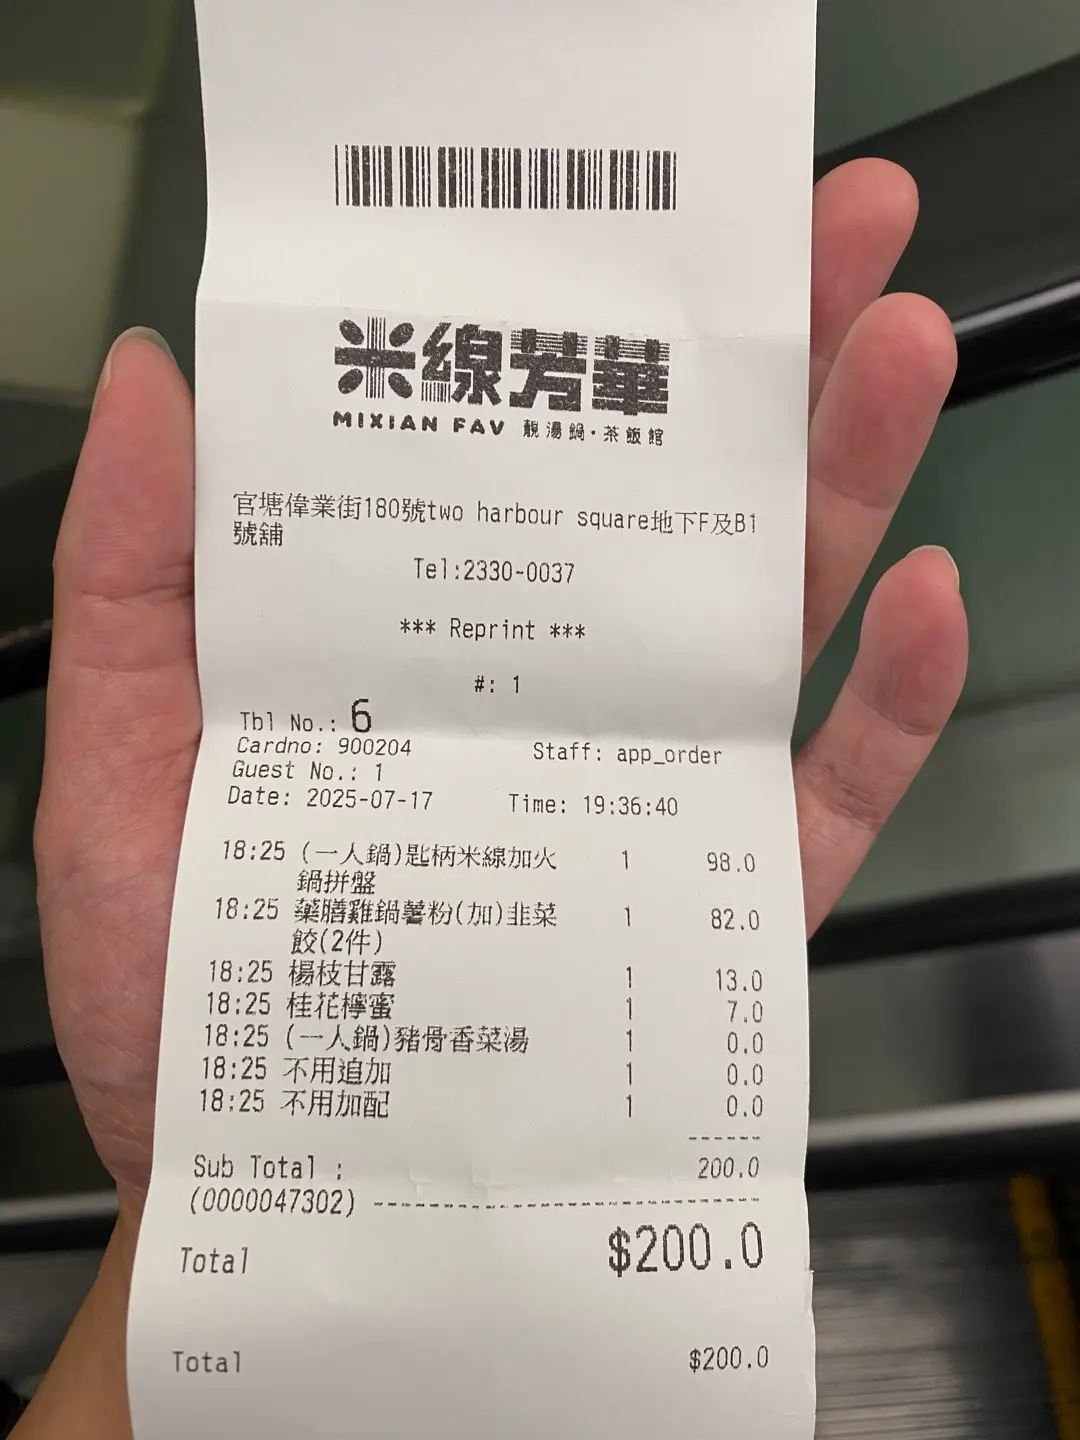 米線芳華
MIXIAN FAV 靚湯鍋·茶飯館
官塘偉業街180號two harbour square地下F及B1
號舖
Tel:2330-0037
*** Reprint ***
#: 1
Tbl No.: 6
Cardno: 900204 Staff: app_order
Guest No.: 1
Date: 2025-07-17 Time: 19:36:40
18:25 (一人鍋)匙柄米線加火 1 98.0
鍋拼盤
18:25 藥膳雞鍋薯粉(加)韭菜 1 82.0
餃(2件)
18:25 楊枝甘露 1 13.0
18:25 桂花檸蜜 1 7.0
18:25 (一人鍋)豬骨香菜湯 1 0.0
18:25 不用追加 1 0.0
18:25 不用加配 1 0.0
------
Sub Total : 200.0
(0000047302) ------------------------------
Total $200.0
Total $200.0